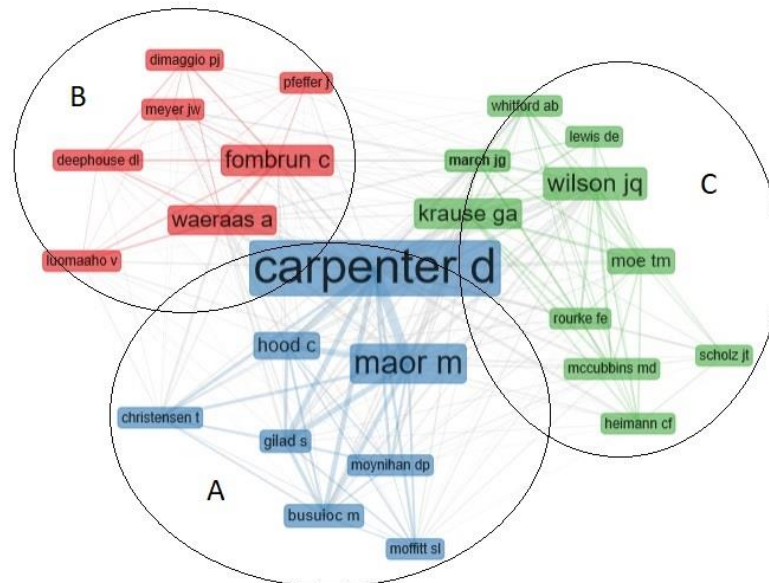 dimaggio pj
B
pfeffer j
meyer jw
whitford ab
lewis de
deephouse dl
fombrun c
march jg
wilson jq
C
waeraas a
krause ga
luomaaho v
carpenter d
moe tm
rourke fe
hood c
maor m
scholz jt
mccubbins md
christensen t
heimann cf
gilad s
moynihan dp
A
busuioc m
moffitt sl